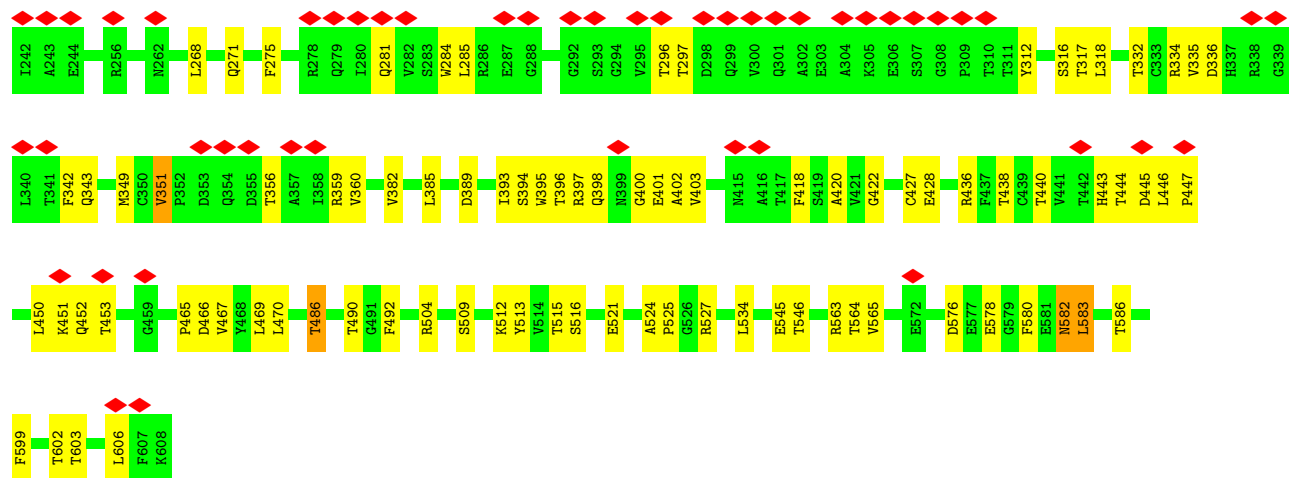 I242 A243 E244 R256 N262 L268 Q271 F275 R278 Q279 I280 Q281 V282 S283 W284 L285 R286 E287 G288 G292 S293 G294 V295 T296 T297 D298 Q299 V300 Q301 A302 E303 A304 K305 E306 S307 G308 P309 T310 T311 Y312 S316 T317 L318 T332 C333 R334 V335 D336 H337 R338 G339
L340 T341 F342 Q343 M349 C350 V351 P352 D353 Q354 D355 T356 A357 I358 R359 V360 V382 L385 D389 I393 S394 W395 T396 R397 Q398 N399 G400 E401 A402 V403 N415 A416 T417 F418 S419 A420 V421 G422 C427 E428 R436 F437 T438 C439 T440 V441 T442 H443 T444 D445 L446 P447
L450 K451 Q452 T453 G459 P465 D466 V467 Y468 L469 L470 T486 T490 G491 F492 R504 S509 K512 Y513 V514 T515 S516 E521 A524 P525 G526 R527 L534 E545 T546 R563 T564 V565 E572 D576 E577 E578 G579 F580 E581 N582 L583 T586
F599 T602 T603 L606 F607 K608